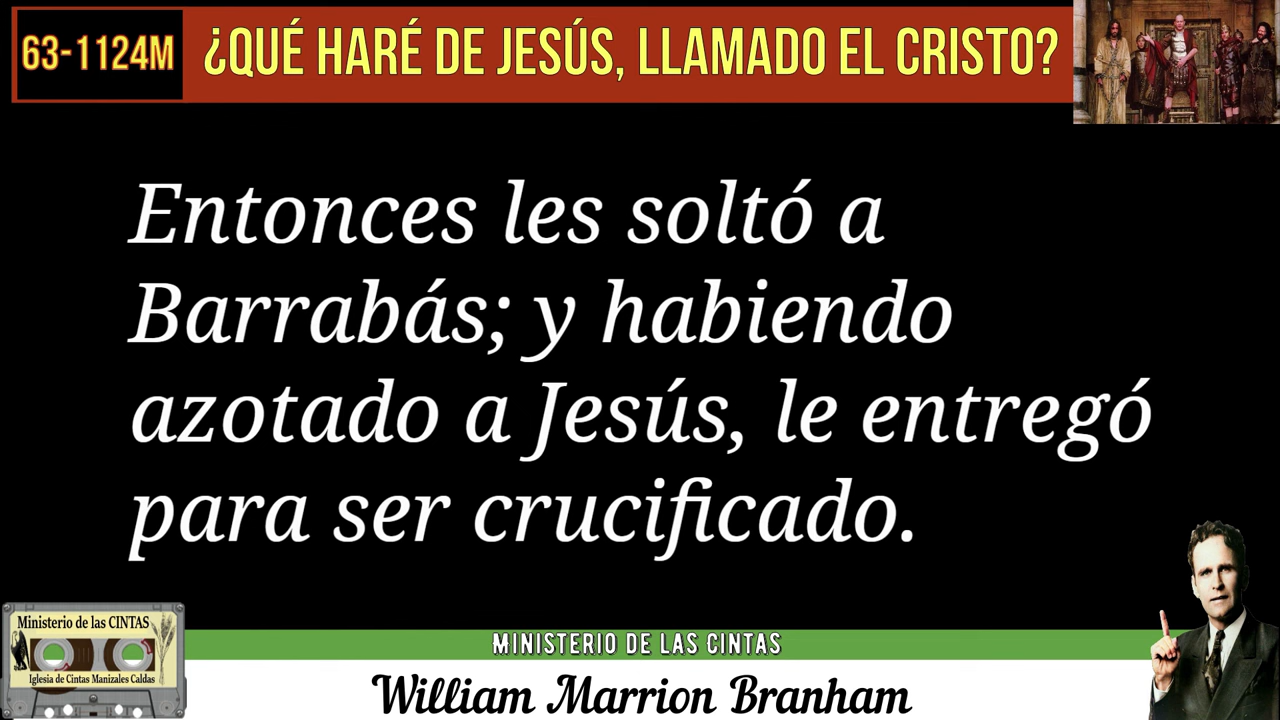 63-1124M
¿QUÉ HARÉ DE JESÚS, LLAMADO EL CRISTO?
Entonces les soltó a
Barrabás; y habiendo
azotado a Jesús, le entregó
para ser crucificado.
Ministerio de las CINTAS
Iglesia de Cintas Manizales Caldas
MINISTERIO DE LAS CINTAS
William Marrion Branham